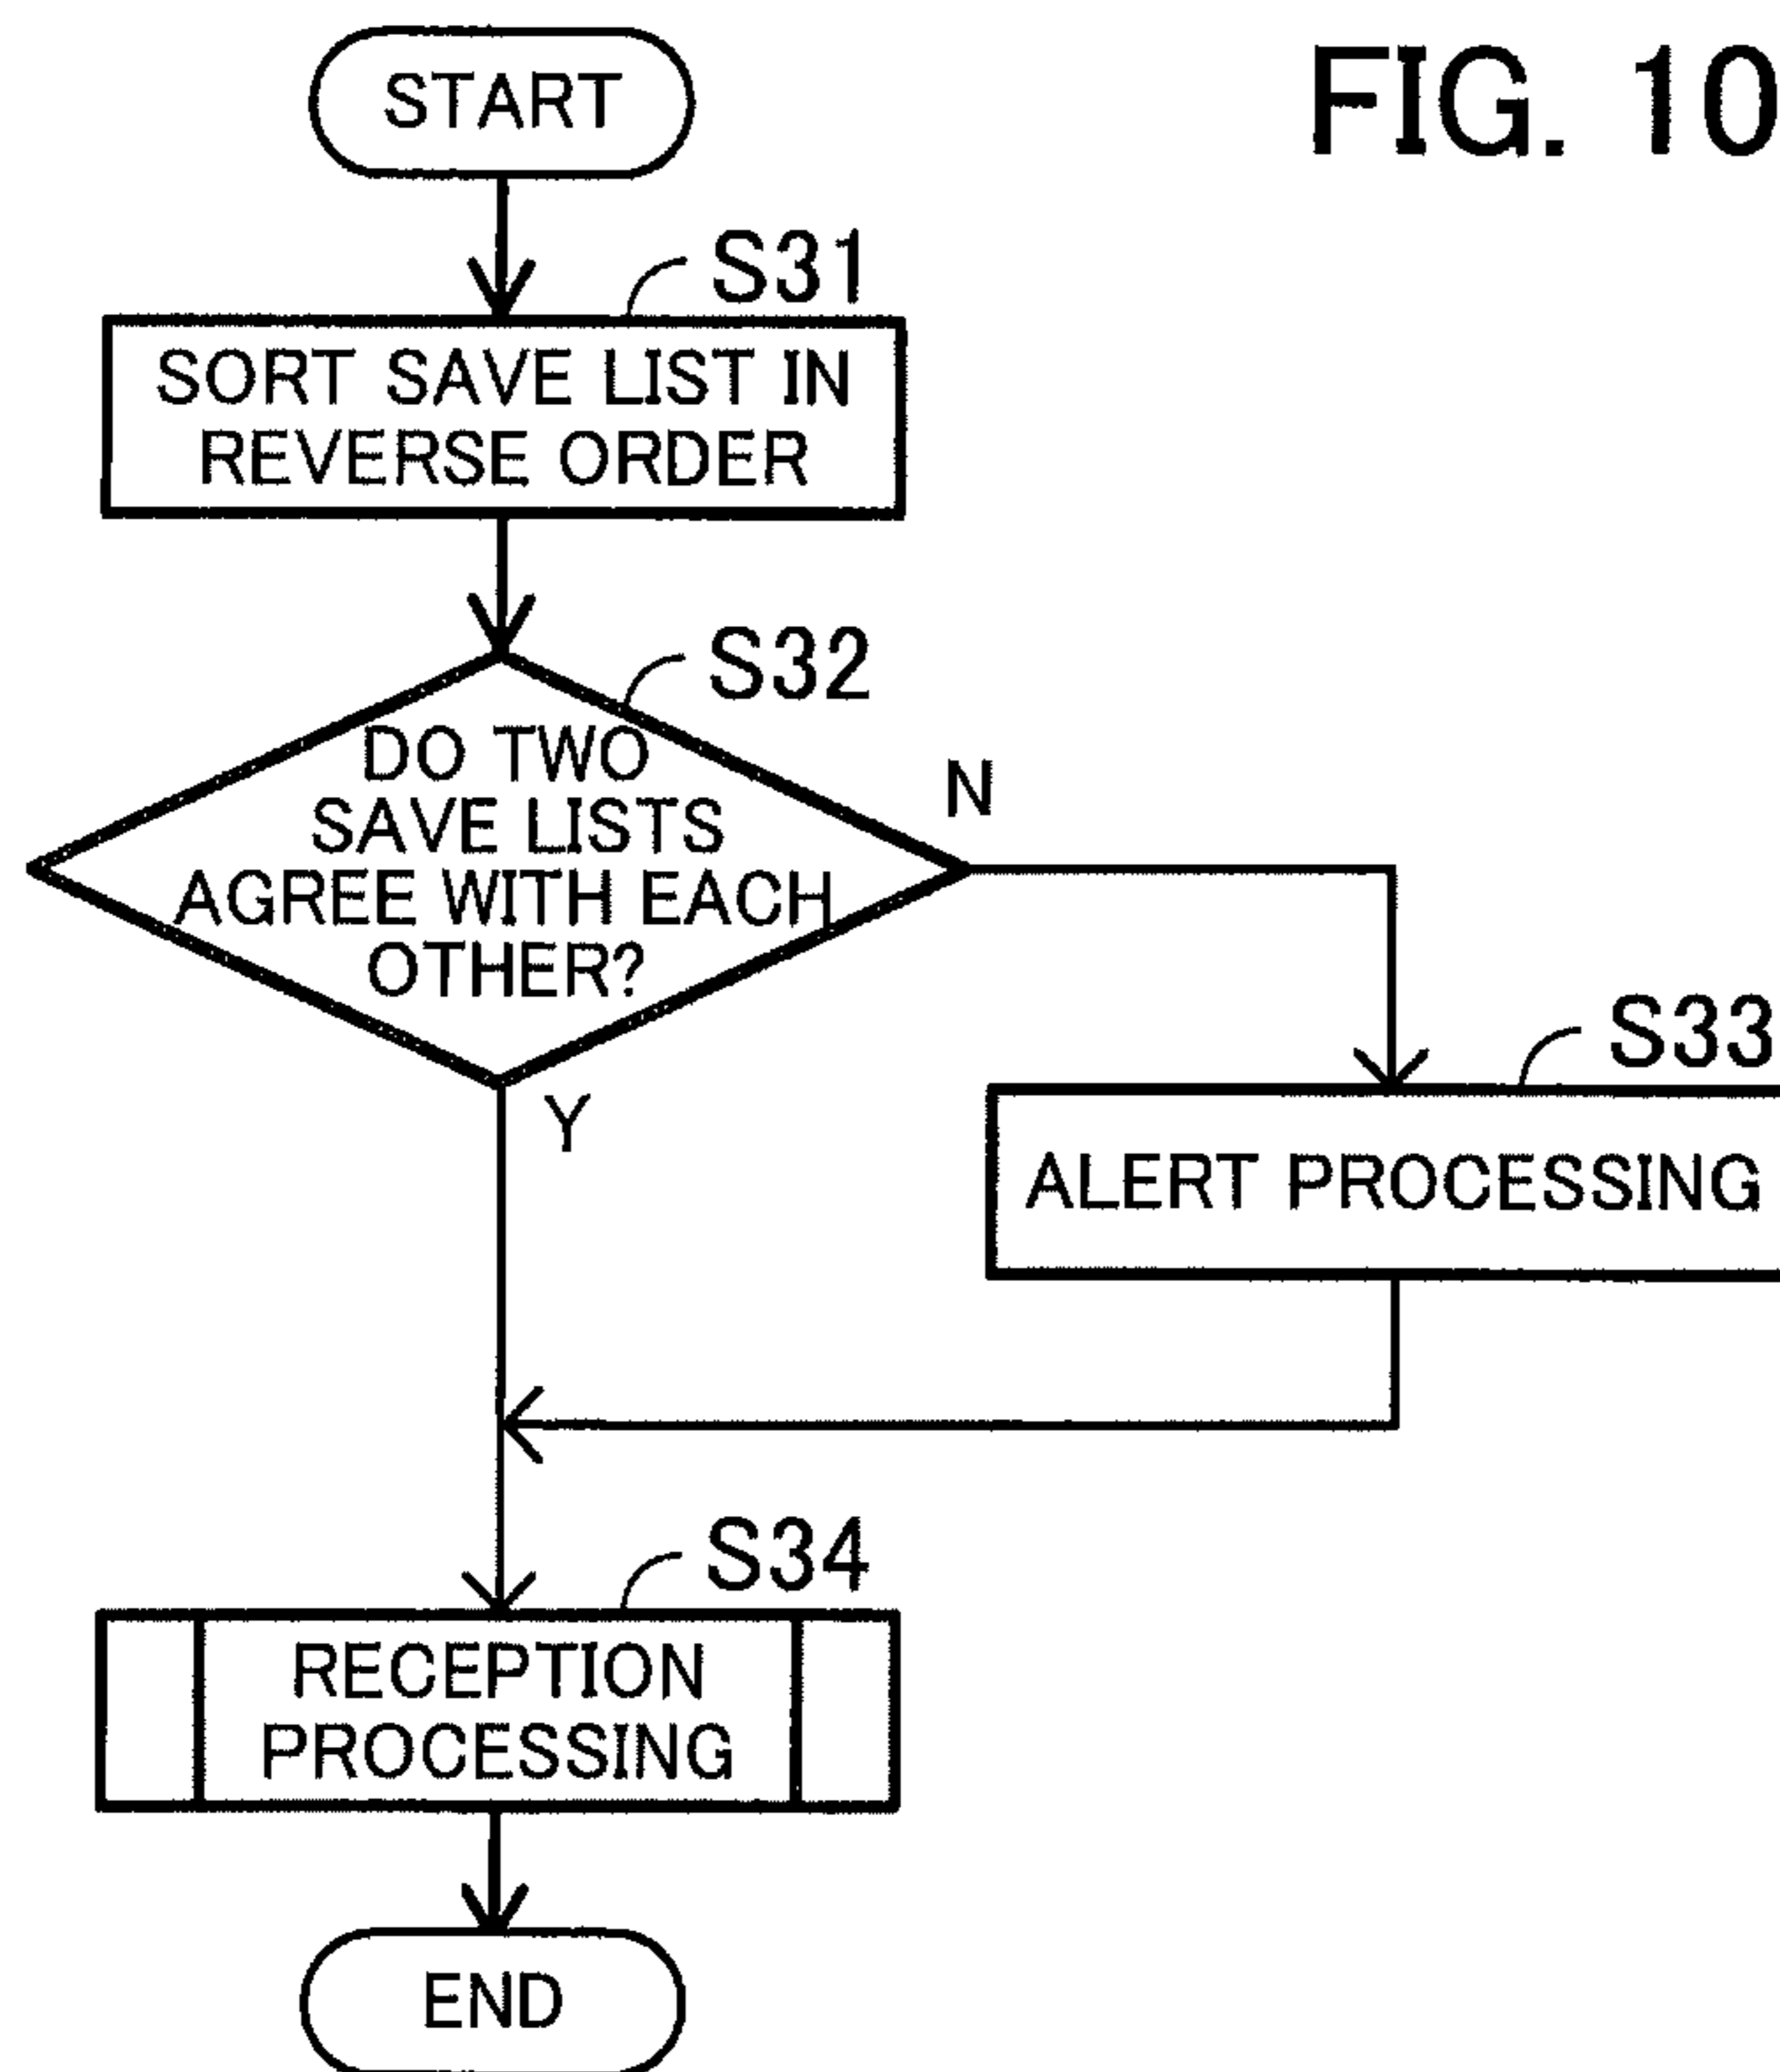 FIG. 10
START
S31
SORT SAVE LIST IN
REVERSE ORDER
S32
DO TWO
SAVE LISTS
AGREE WITH EACH
OTHER?
N
Y
S33
ALERT PROCESSING
S34
RECEPTION
PROCESSING
END